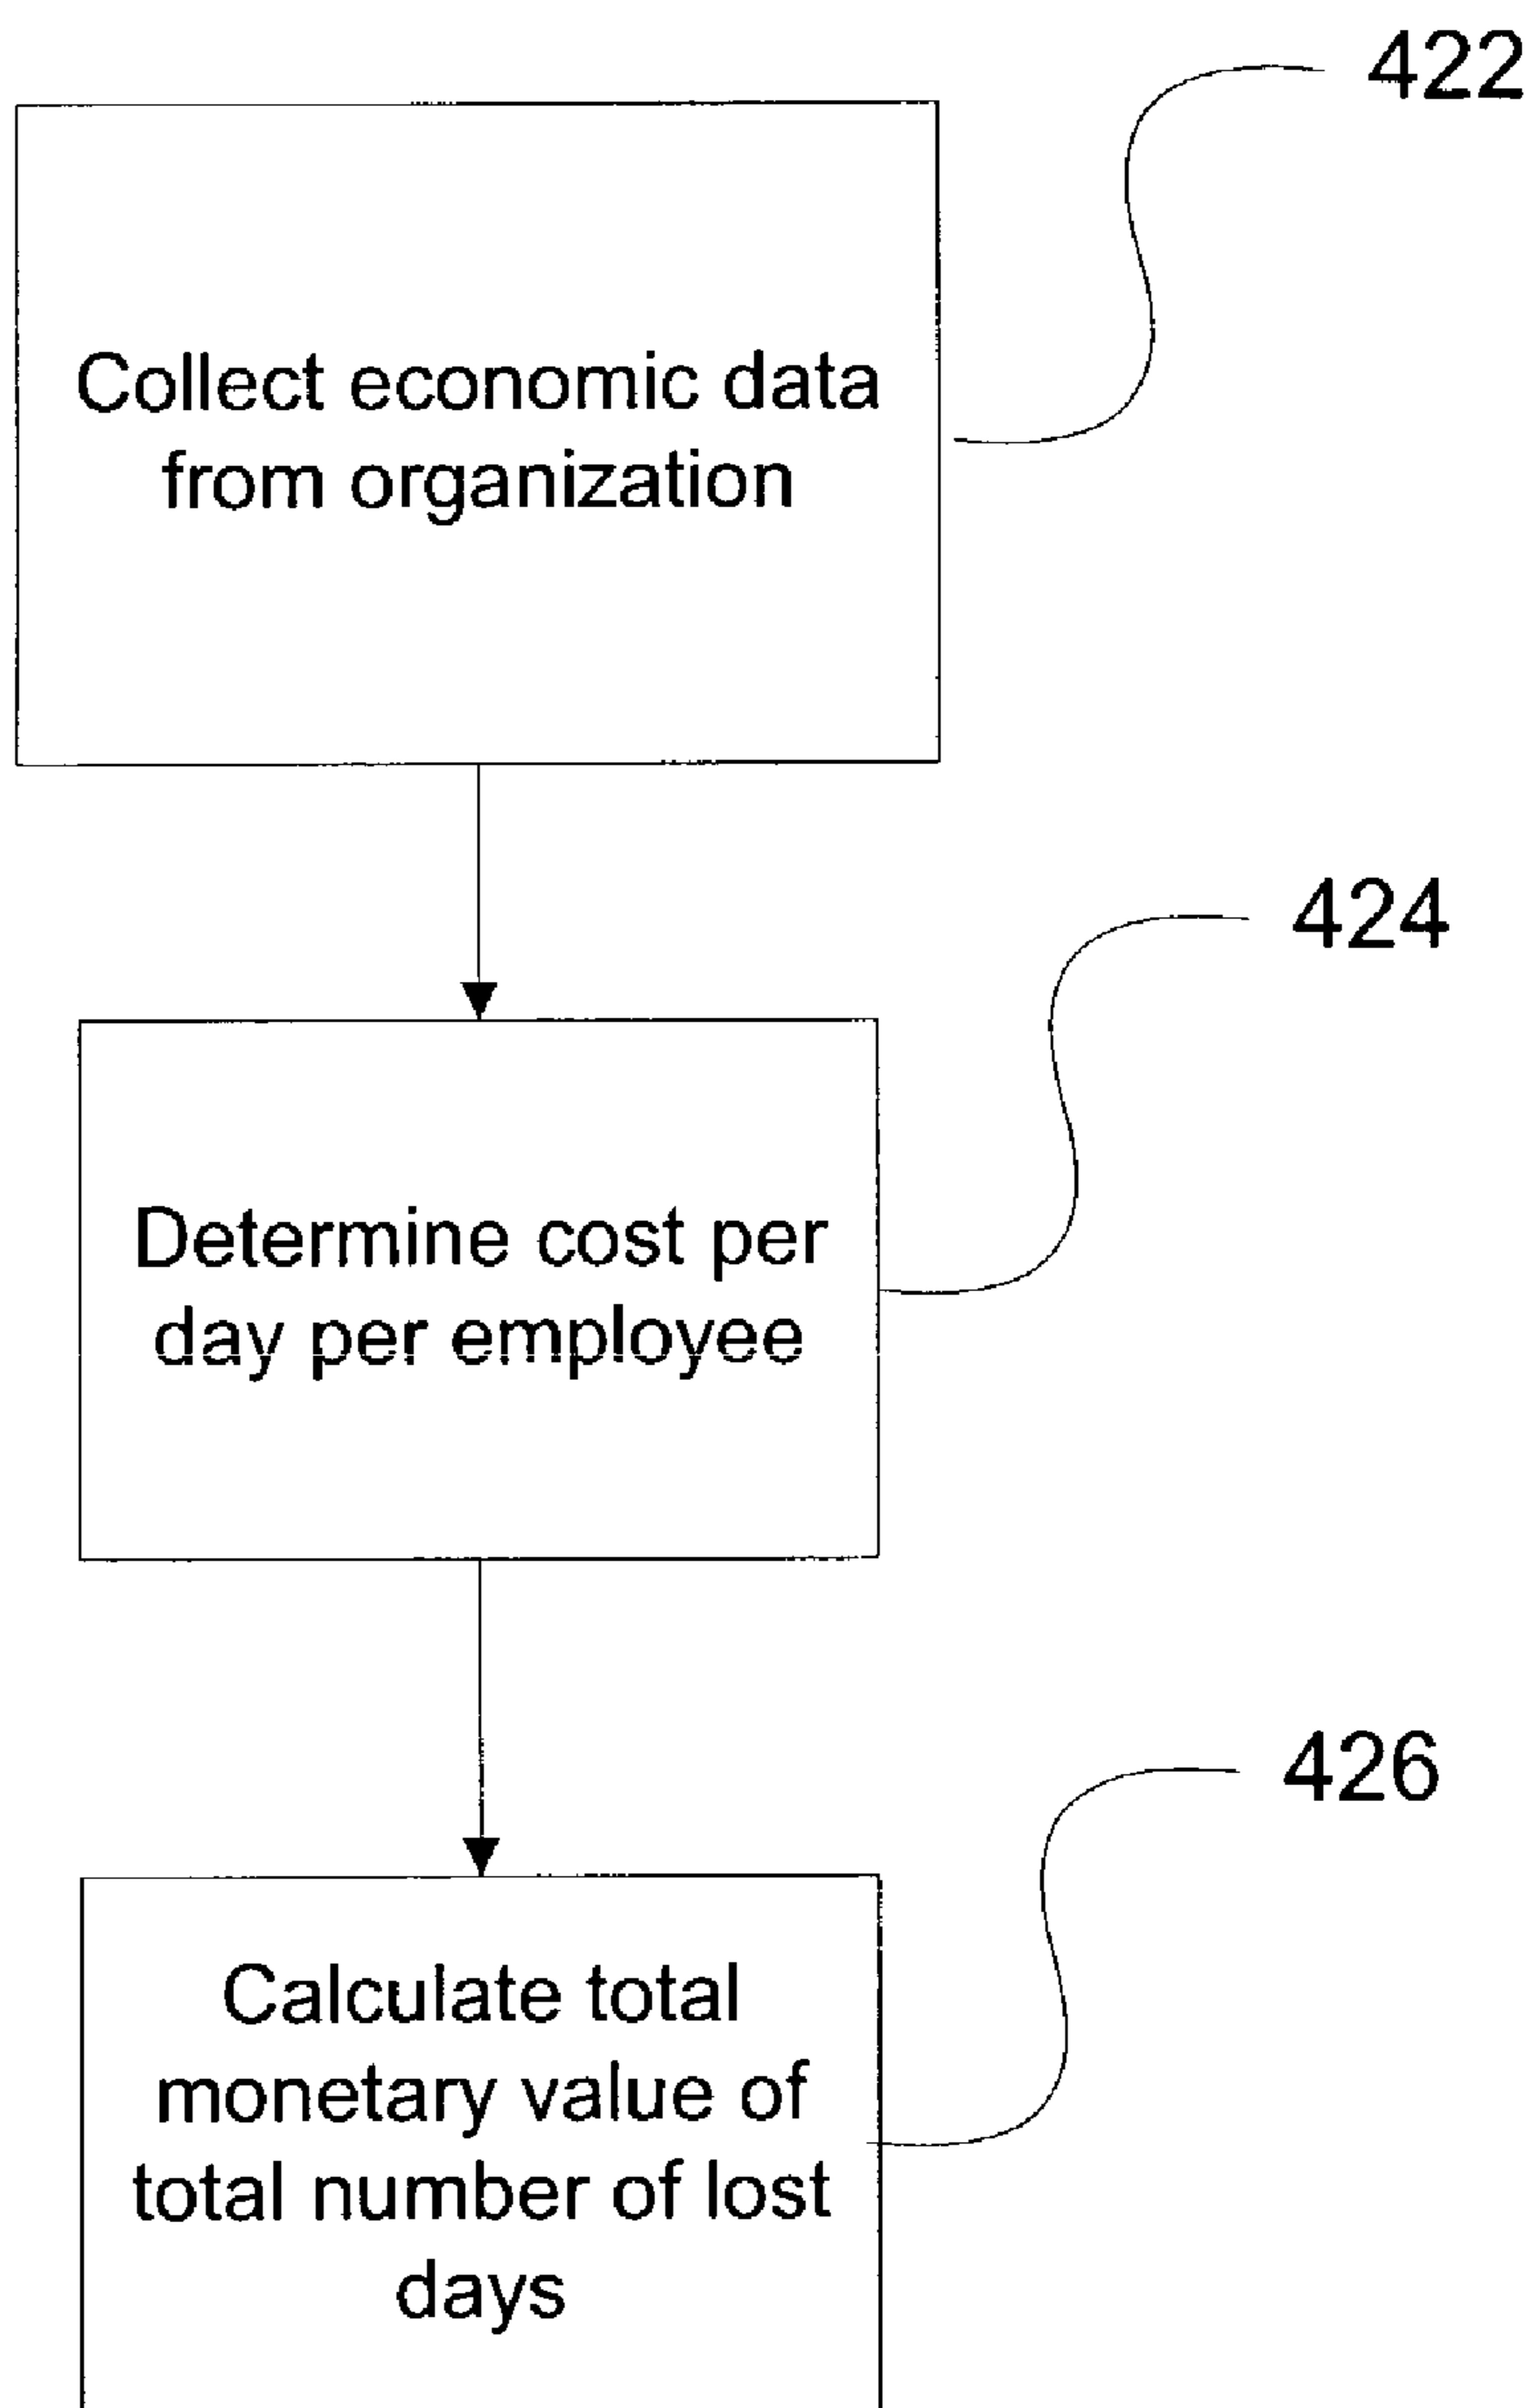 422
Collect economic data
from organization
424
Determine cost per
day per employee
426
Calculate total
monetary value of
total number of lost
days